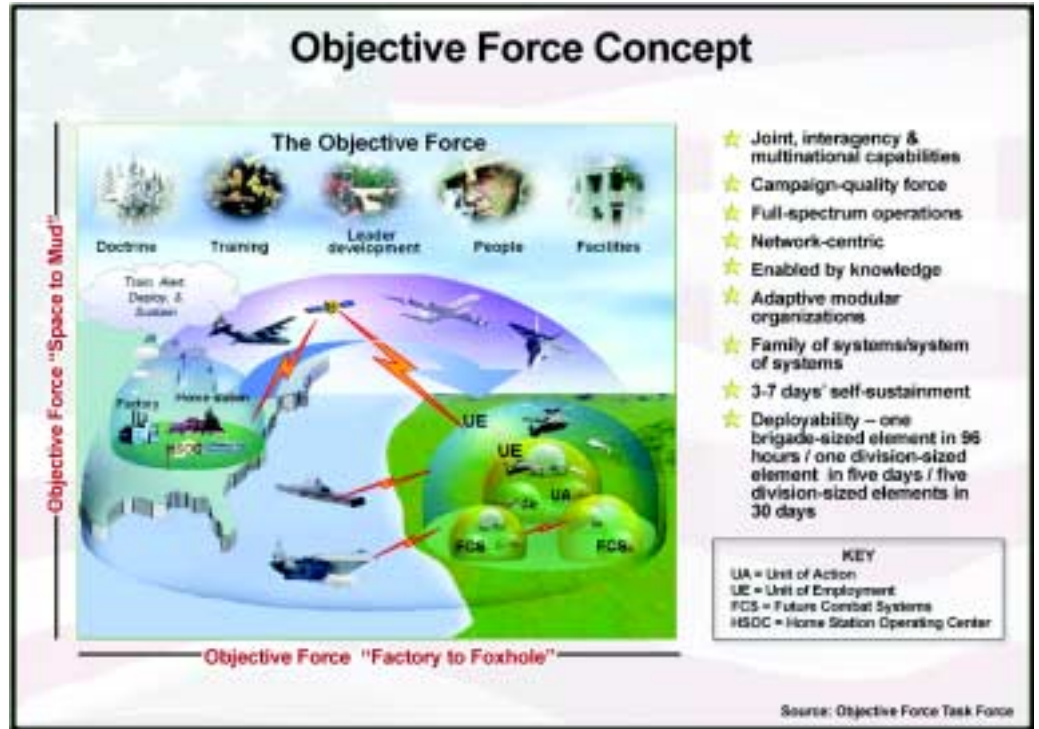 Objective Force Concept
Objective Force "Space to Mud"
The Objective Force
Doctrine
Training
Leader
development
People
Facilities
Train, Alert
Deploy, &
Sustain
Factory
Home station
HSOC
UE
UE
UA
FCS
FCS
Objective Force "Factory to Foxhole"
Joint, interagency &
multinational capabilities
Campaign-quality force
Full-spectrum operations
Network-centric
Enabled by knowledge
Adaptive modular
organizations
Family of systems/system
of systems
3-7 days' self-sustainment
Deployability – one
brigade-sized element in 96
hours / one division-sized
element in five days / five
division-sized elements in
30 days
KEY
UA = Unit of Action
UE = Unit of Employment
FCS = Future Combat Systems
HSOC = Home Station Operating Center
Source: Objective Force Task Force